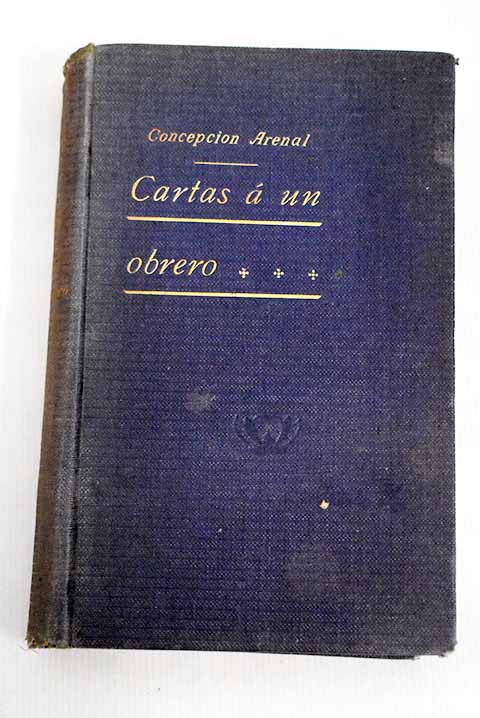 Concepcion Arenal
Cartas á un
obrero